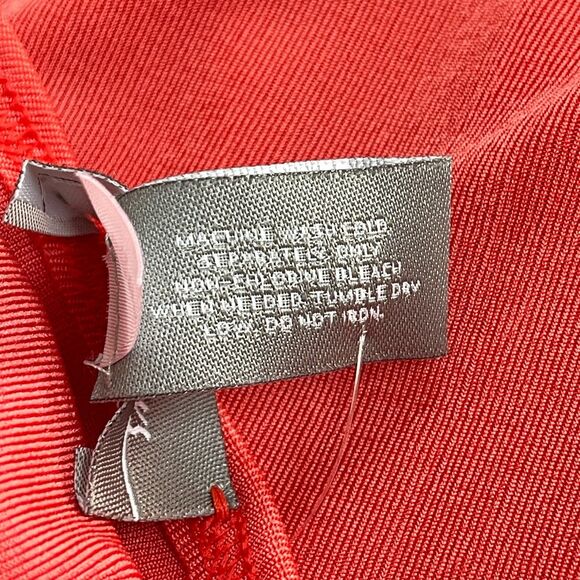 MACHINE WASH COLD.
SEPARATELY. ONLY
NON-CHLORINE BLEACH
WHEN NEEDED. TUMBLE DRY
LOW. DO NOT IRON.